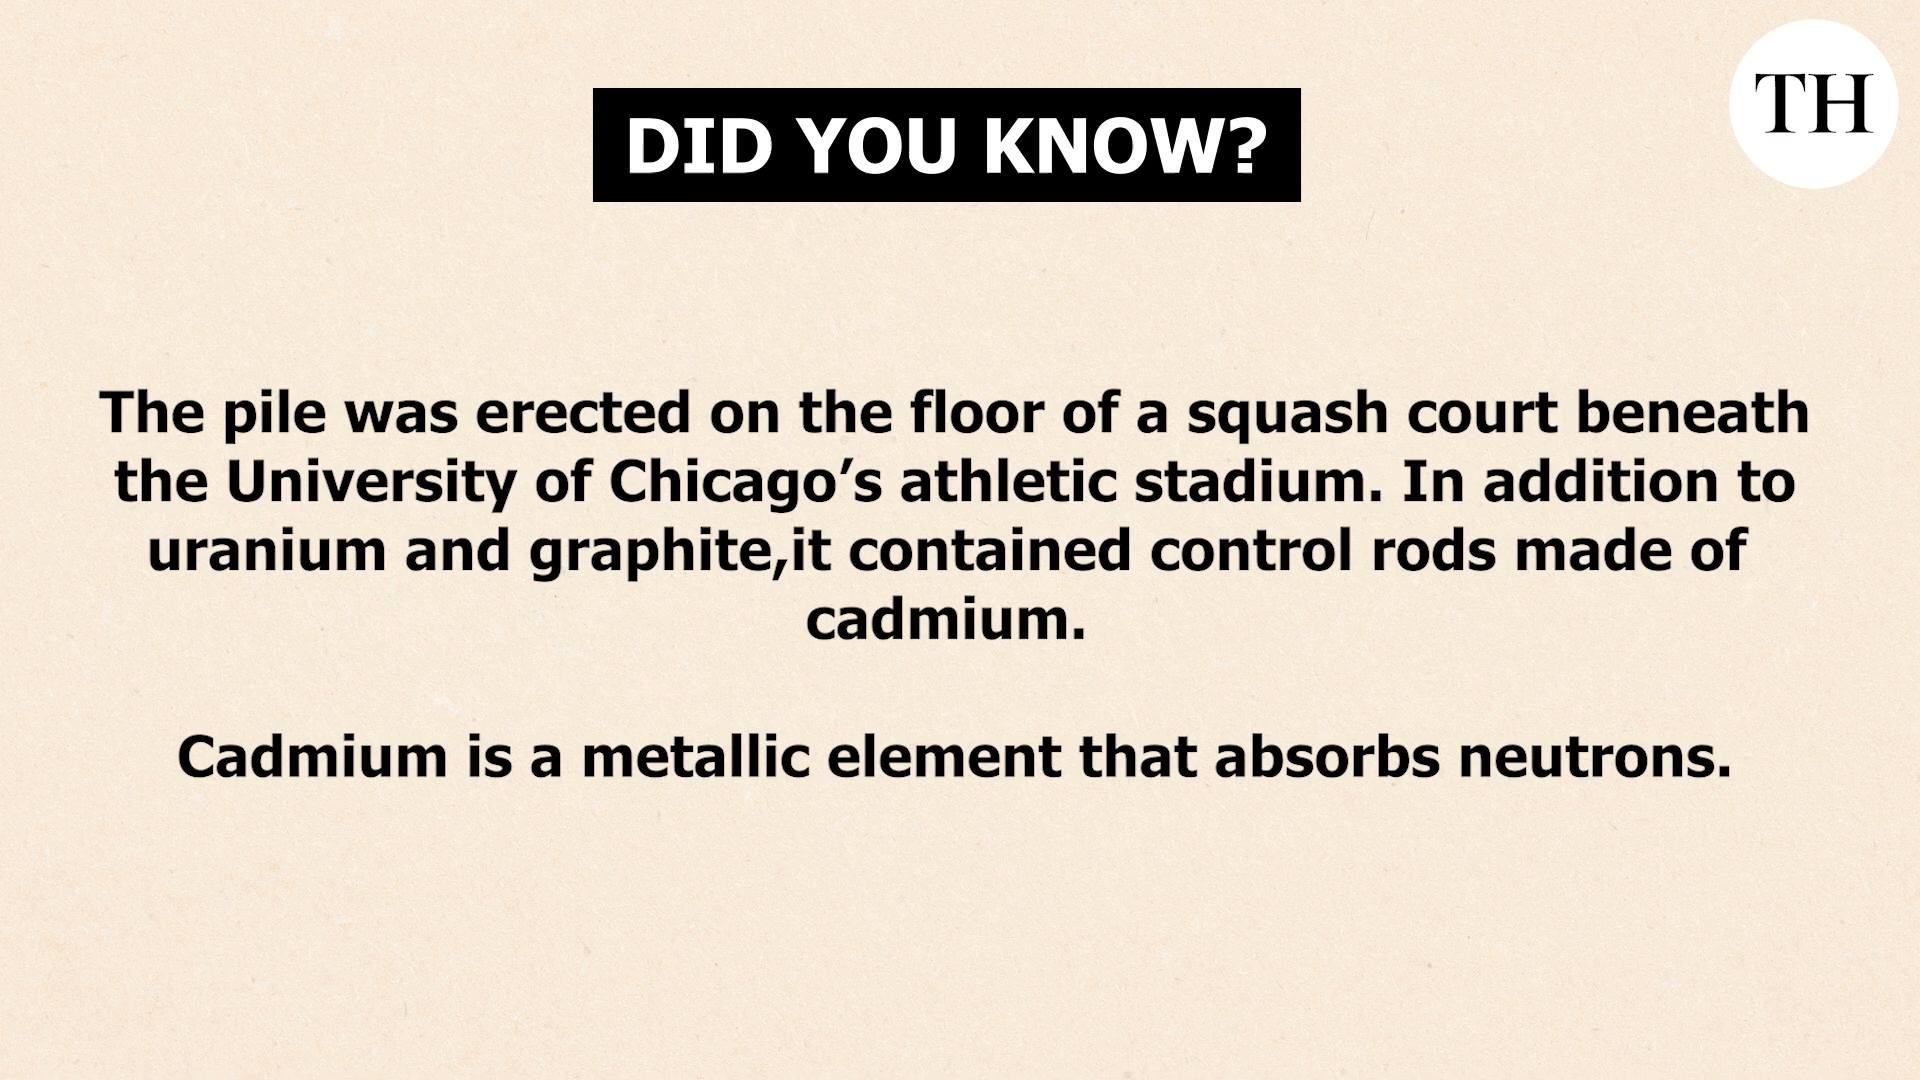 TH
DID YOU KNOW?
The pile was erected on the floor of a squash court beneath
the University of Chicago’s athletic stadium. In addition to
uranium and graphite,it contained control rods made of
cadmium.
Cadmium is a metallic element that absorbs neutrons.